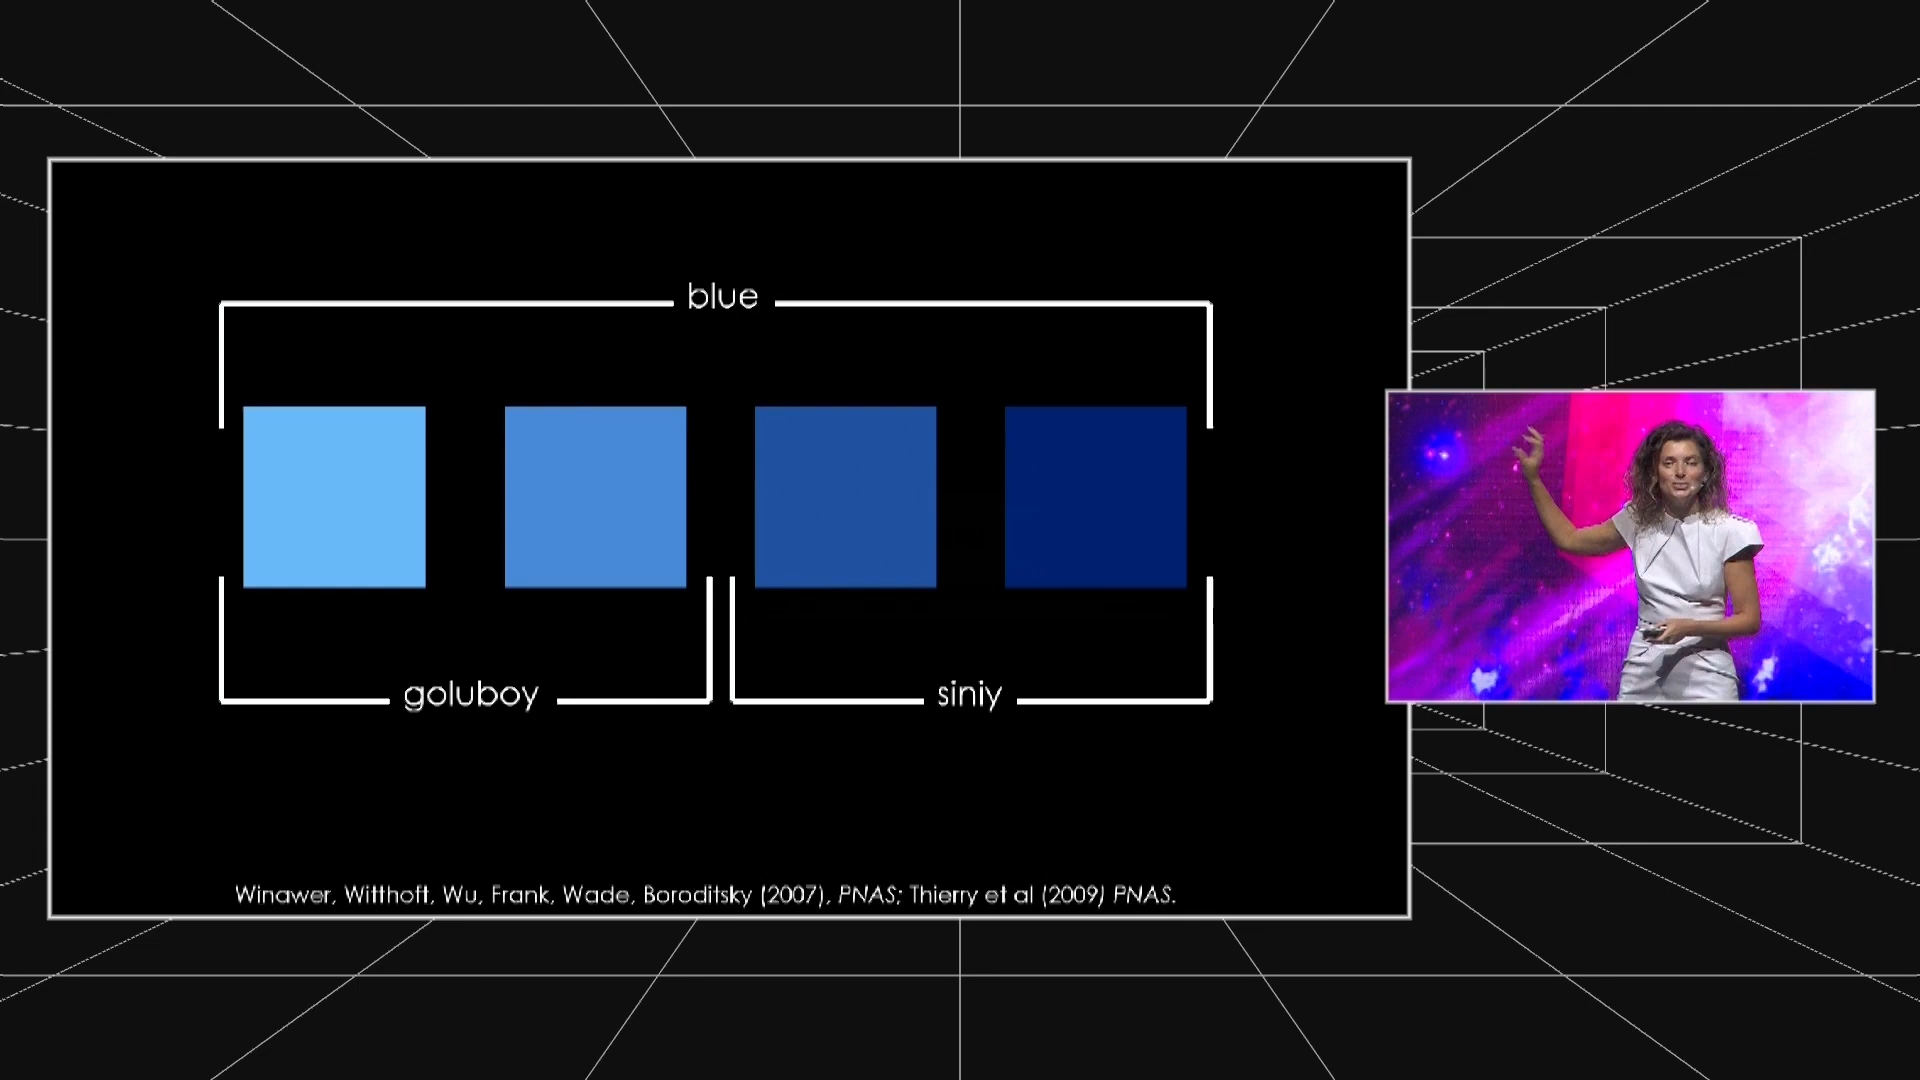 blue
goluboy
siniy
Winawer, Witthoft, Wu, Frank, Wade, Boroditsky (2007), PNAS; Thierry et al (2009) PNAS.